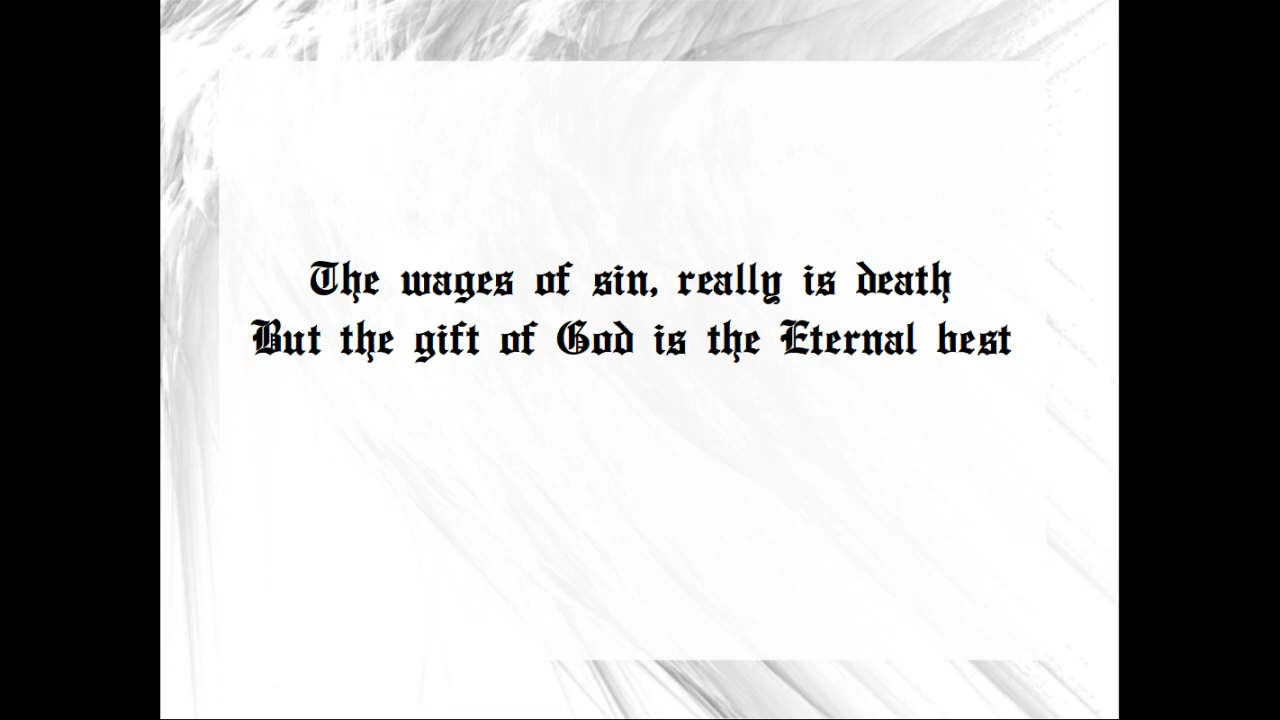 The wages of sin, really is death
But the gift of God is the Eternal best